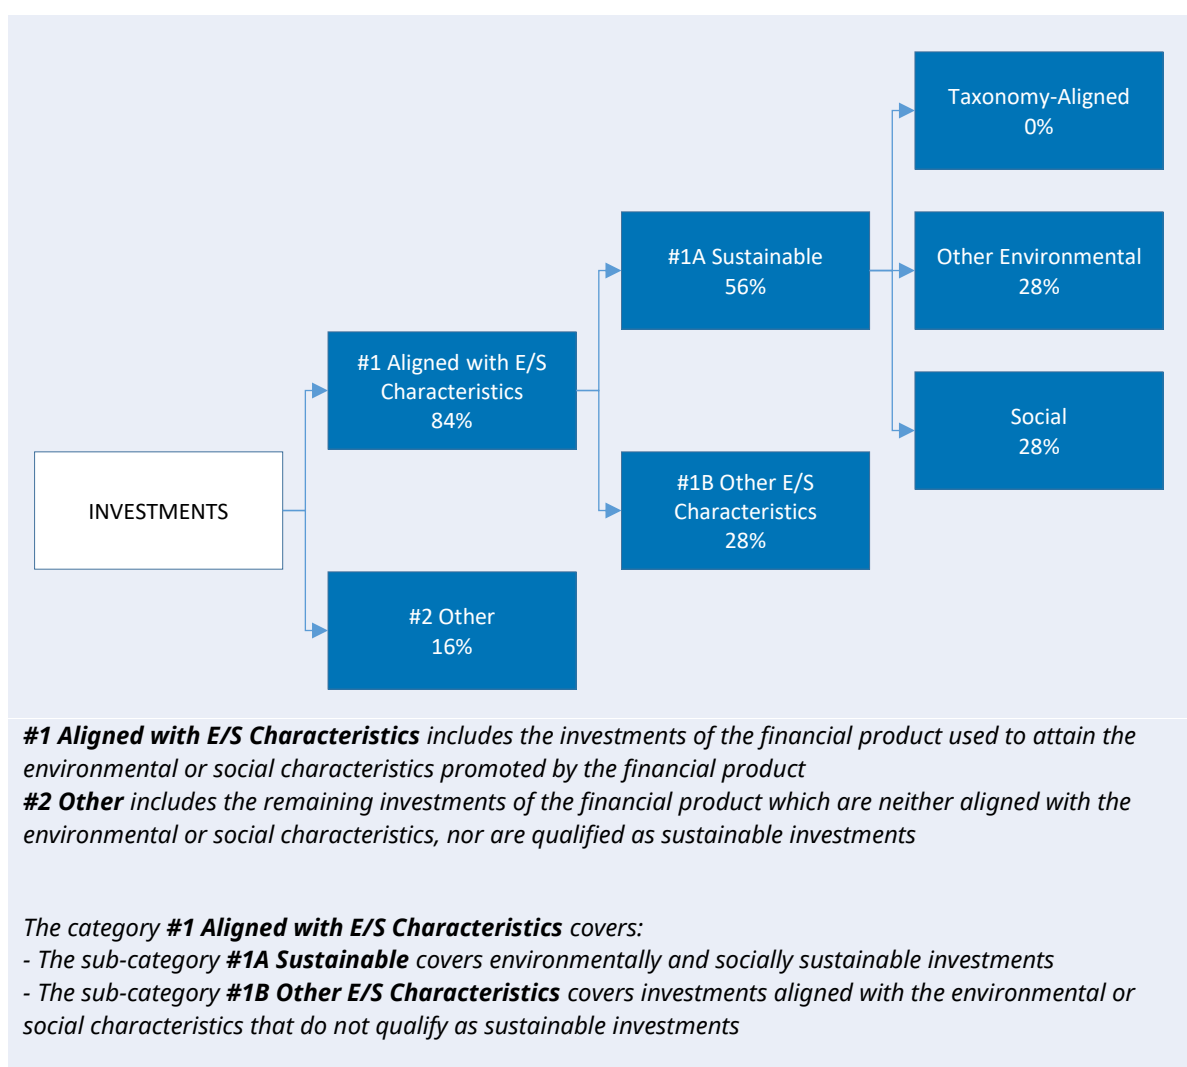 Taxonomy-Aligned
0%
#1A Sustainable
56%
Other Environmental
28%
#1 Aligned with E/S
Characteristics
84%
Social
28%
INVESTMENTS
#1B Other E/S
Characteristics
28%
#2 Other
16%
#1 Aligned with E/S Characteristics includes the investments of the financial product used to attain the
environmental or social characteristics promoted by the financial product
#2 Other includes the remaining investments of the financial product which are neither aligned with the
environmental or social characteristics, nor are qualified as sustainable investments
The category #1 Aligned with E/S Characteristics covers:
- The sub-category #1A Sustainable covers environmentally and socially sustainable investments
- The sub-category #1B Other E/S Characteristics covers investments aligned with the environmental or
social characteristics that do not qualify as sustainable investments